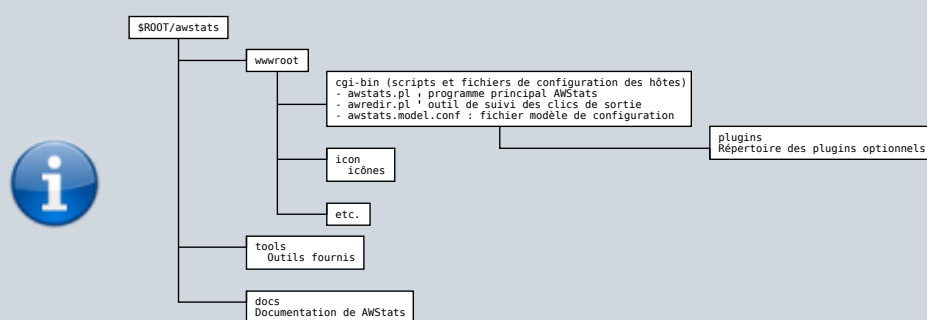 $ROOT/awstats
wwwroot
cgi-bin (scripts et fichiers de configuration des hôtes)
- awstats.pl : programme principal AWStats
- awredir.pl : outil de suivi des clics de sortie
- awstats.model.conf : fichier modèle de configuration
plugins
Répertoire des plugins optionnels
icon
icônes
etc.
tools
Outils fournis
docs
Documentation de AWStats